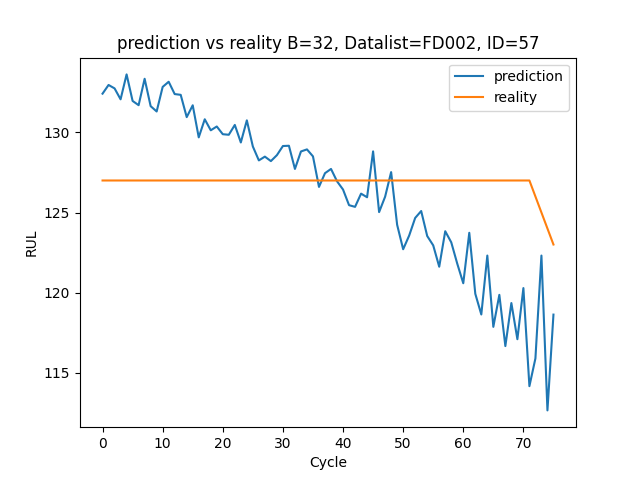 prediction vs reality B=32, Datalist=FD002, ID=57
prediction
reality
130
125
120
115
RUL
0 10 20 30 40 50 60 70
Cycle